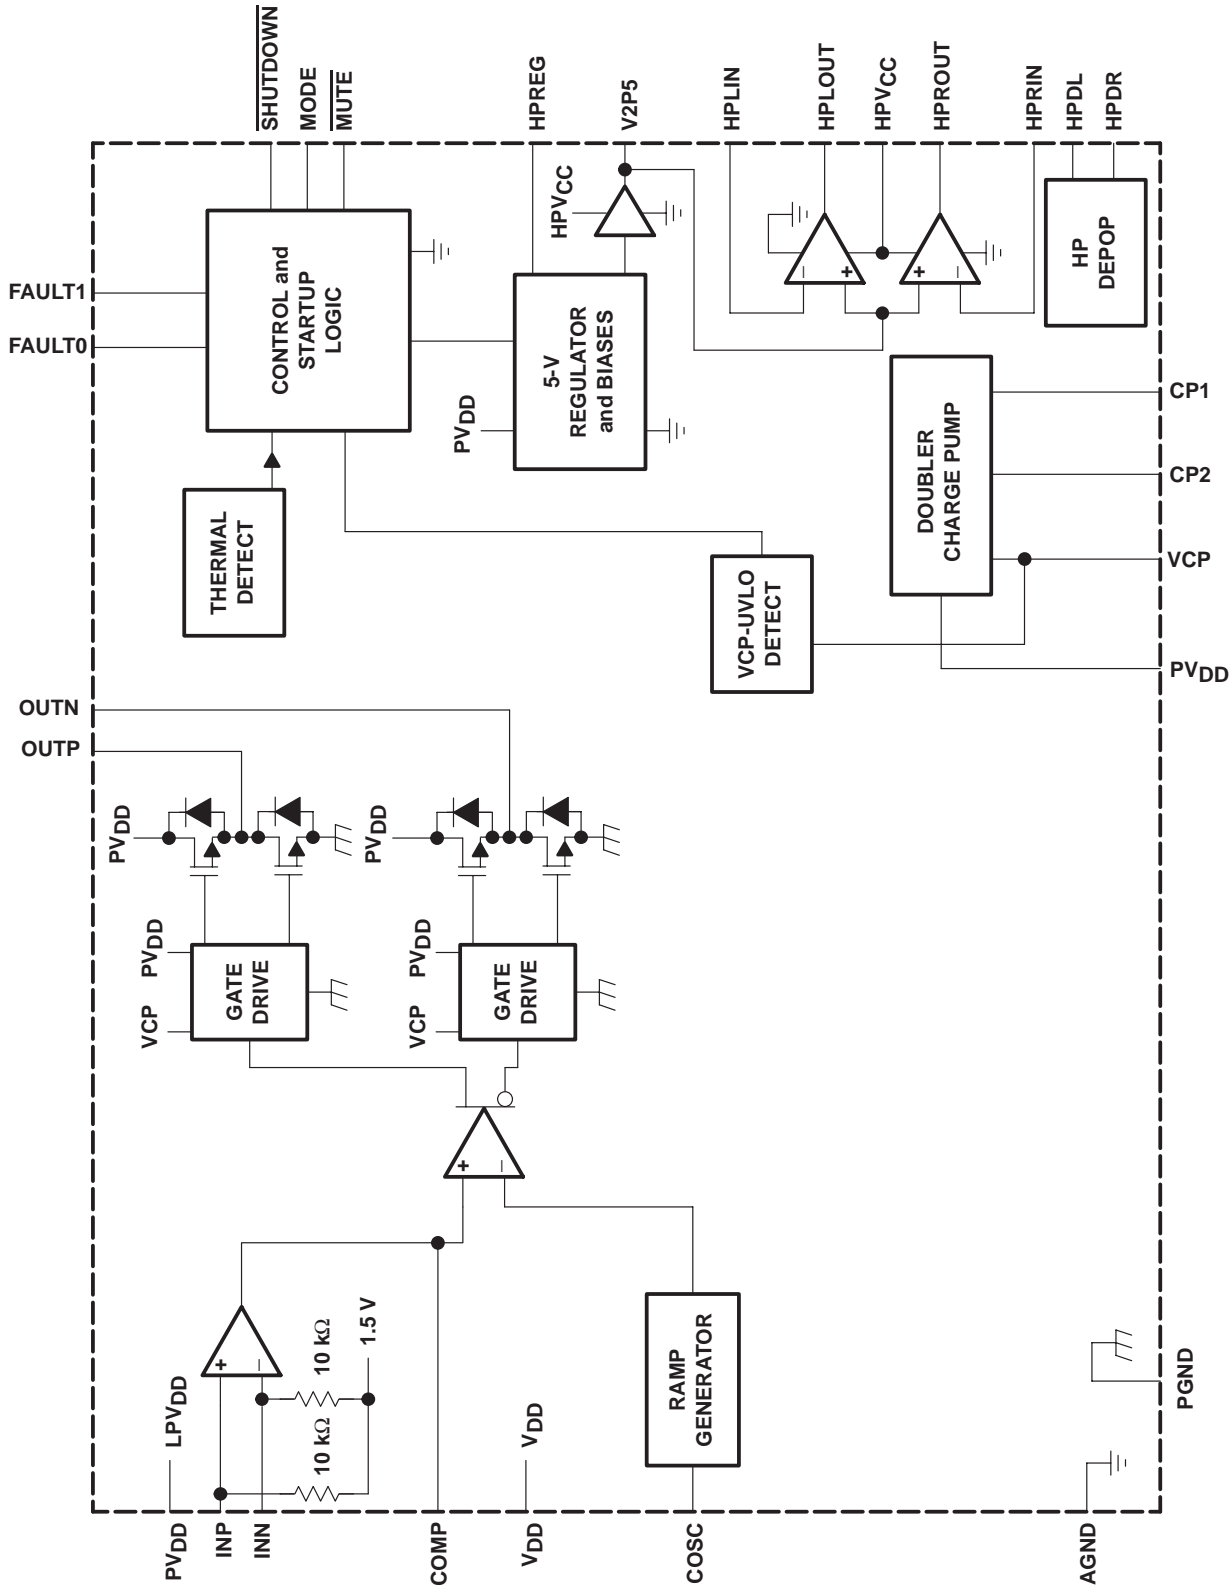 SHUTDOWN
MODE
MUTE
HPREG
V2P5
HPLIN
HPLOUT
HPVCC
HPROUT
HPRIN
HPDL
HPDR
FAULT1
FAULT0
CONTROL and
STARTUP
LOGIC
HPVCC
5-V
REGULATOR
and BIASES
PVDD
HP
DEPOP
THERMAL
DETECT
VCP-UVLO
DETECT
DOUBLER
CHARGE PUMP
CP1
CP2
VCP
PVDD
OUTN
OUTP
PVDD
PVDD
PVDD
VCP
GATE
DRIVE
PVDD
VCP
GATE
DRIVE
+
–
+
–
+
–
+
–
10 kΩ
10 kΩ
1.5 V
LPVDD
VDD
RAMP
GENERATOR
PVDD
INP
INN
COMP
VDD
COSC
AGND
PGND